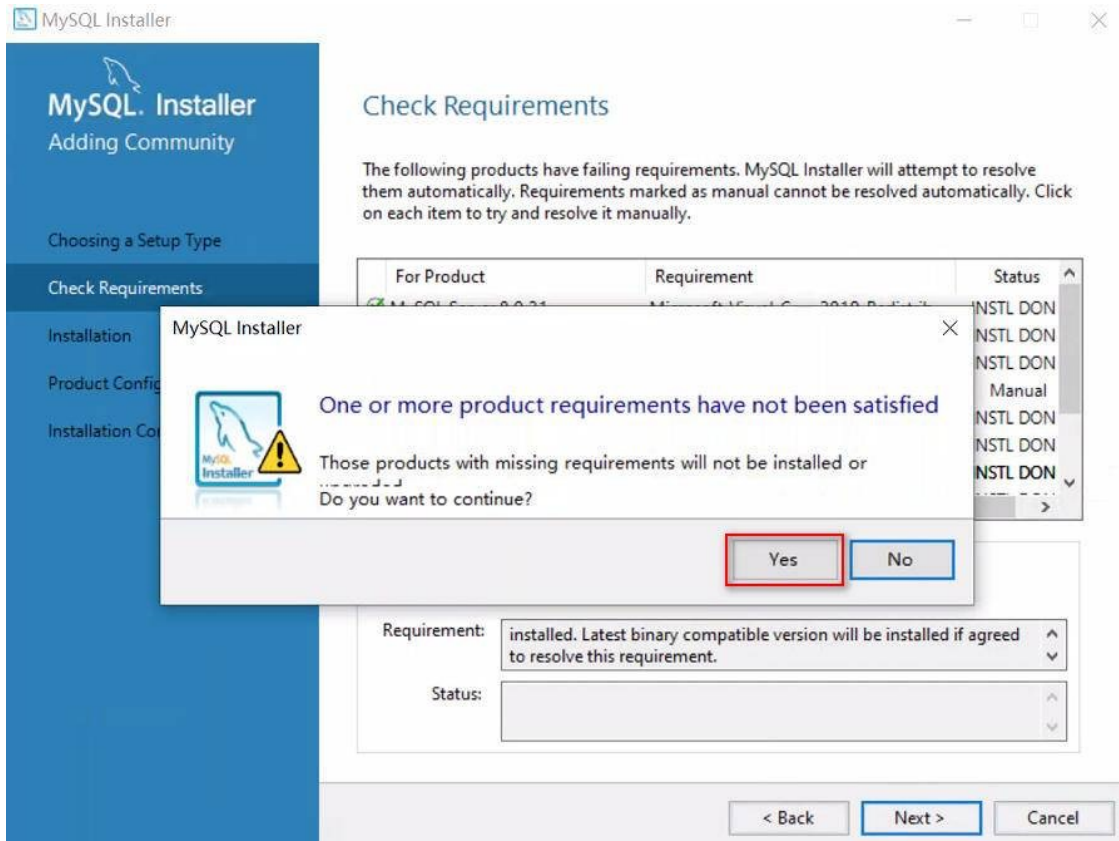 MySQL Installer
MySQL. Installer
Adding Community
Choosing a Setup Type
Check Requirements
Installation
Product Config
Installation Co
Check Requirements
The following products have failing requirements. MySQL Installer will attempt to resolve
them automatically. Requirements marked as manual cannot be resolved automatically. Click
on each item to try and resolve it manually.
For Product Requirement Status
INSTL DON
INSTL DON
INSTL DON
Manual
INSTL DON
INSTL DON
INSTL DON
MySQL Installer
MySQL
Installer
One or more product requirements have not been satisfied
Those products with missing requirements will not be installed or
Do you want to continue?
Yes No
Requirement: installed. Latest binary compatible version will be installed if agreed
to resolve this requirement.
Status:
< Back Next > Cancel